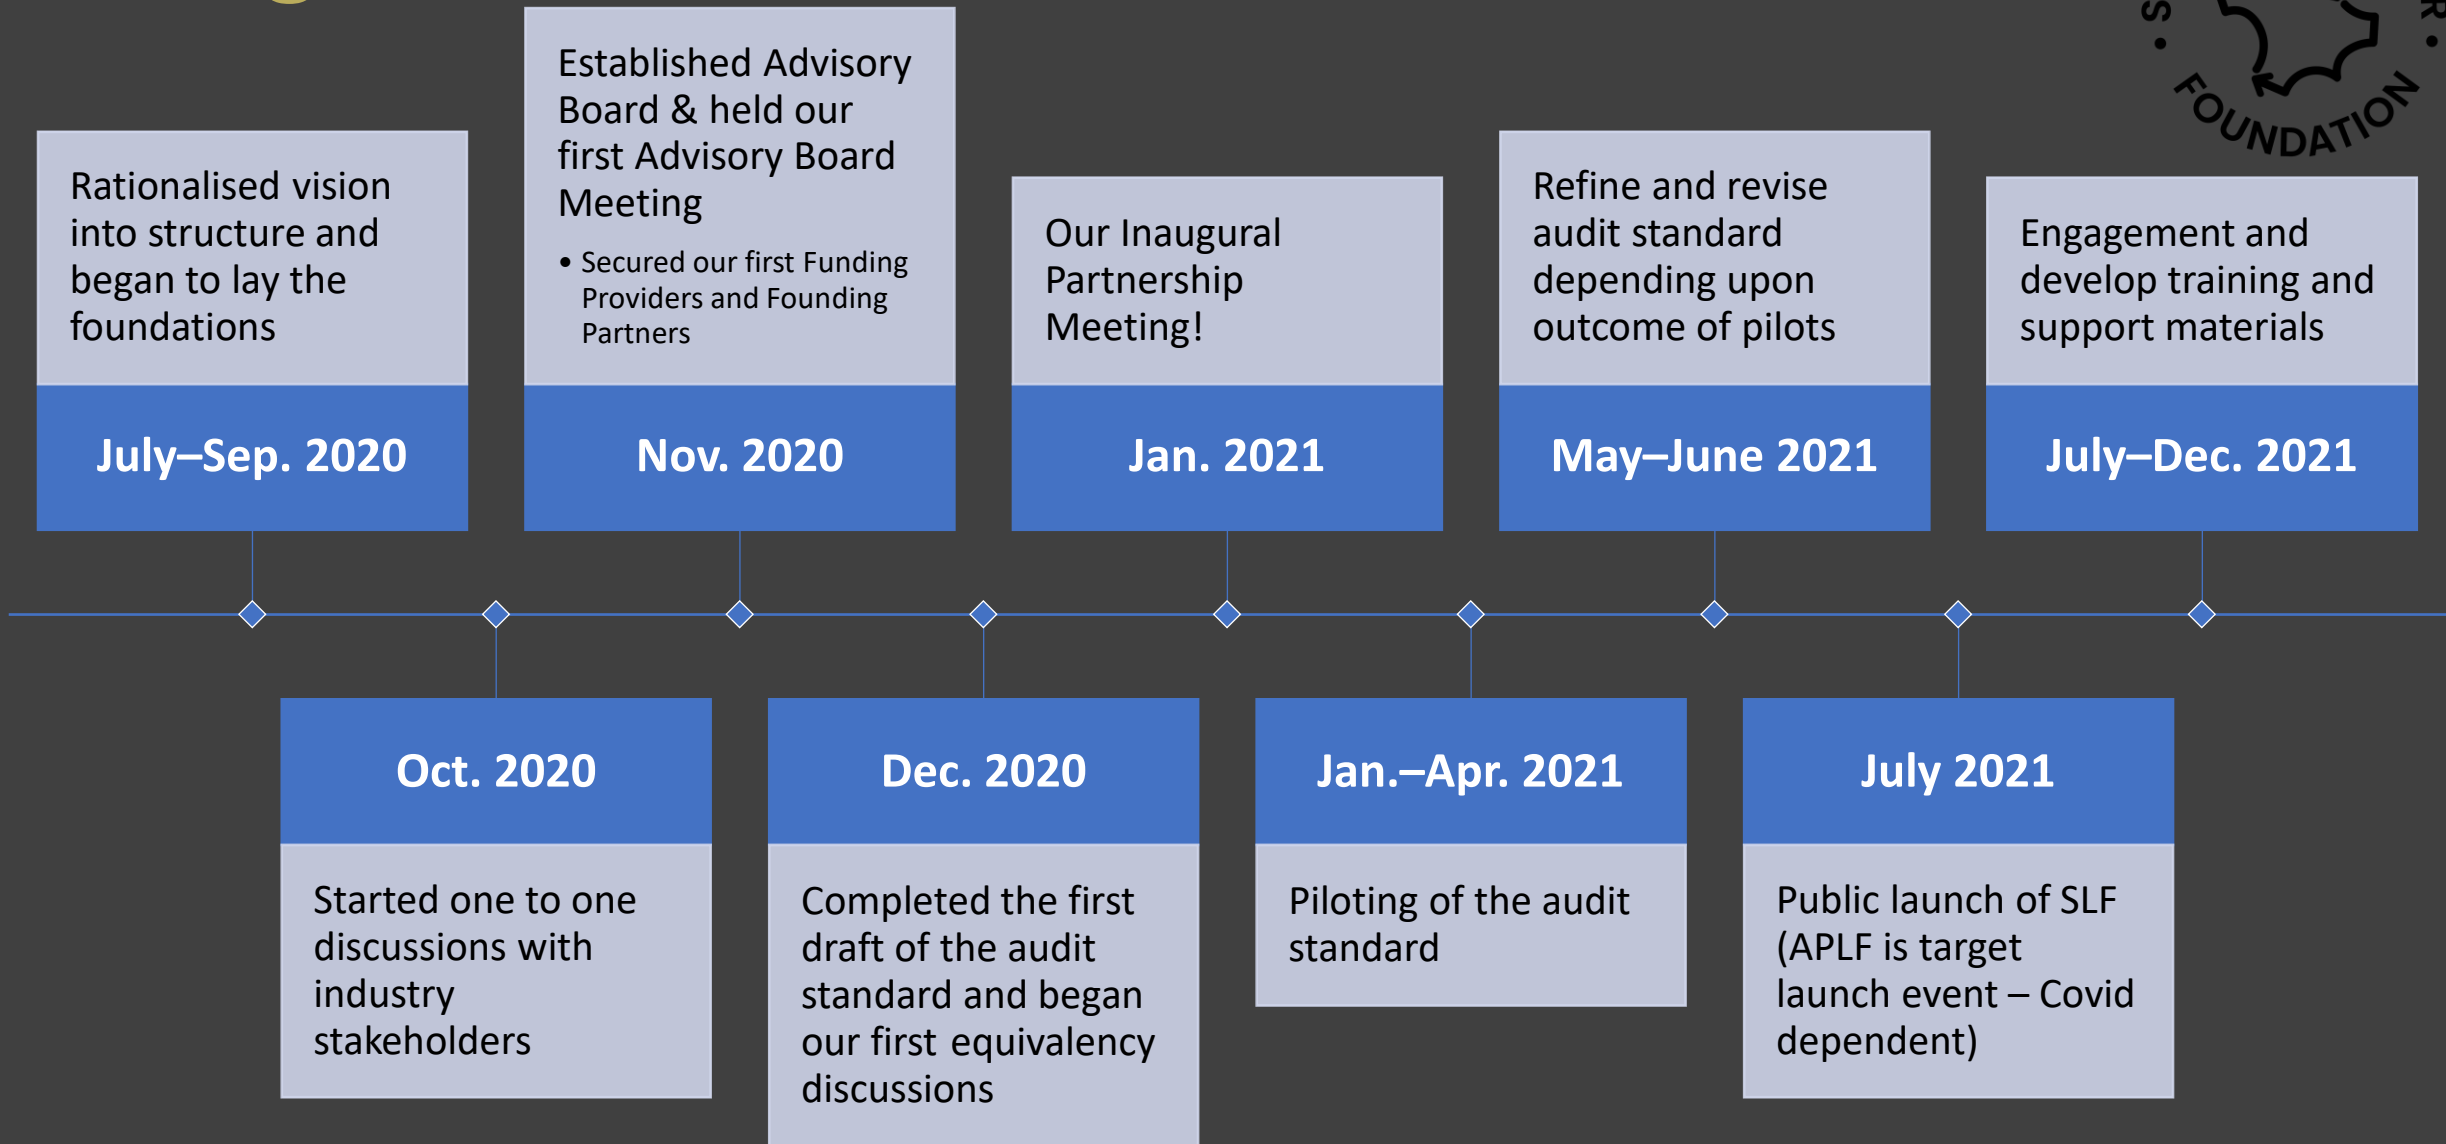 S • FOUNDATION • R
Rationalised vision
into structure and
began to lay the
foundations
July–Sep. 2020
Oct. 2020
Started one to one
discussions with
industry
stakeholders
Established Advisory
Board & held our
first Advisory Board
Meeting
• Secured our first Funding
Providers and Founding
Partners
Nov. 2020
Dec. 2020
Completed the first
draft of the audit
standard and began
our first equivalency
discussions
Our Inaugural
Partnership
Meeting!
Jan. 2021
Jan.–Apr. 2021
Piloting of the audit
standard
Refine and revise
audit standard
depending upon
outcome of pilots
May–June 2021
July 2021
Public launch of SLF
(APLF is target
launch event – Covid
dependent)
Engagement and
develop training and
support materials
July–Dec. 2021